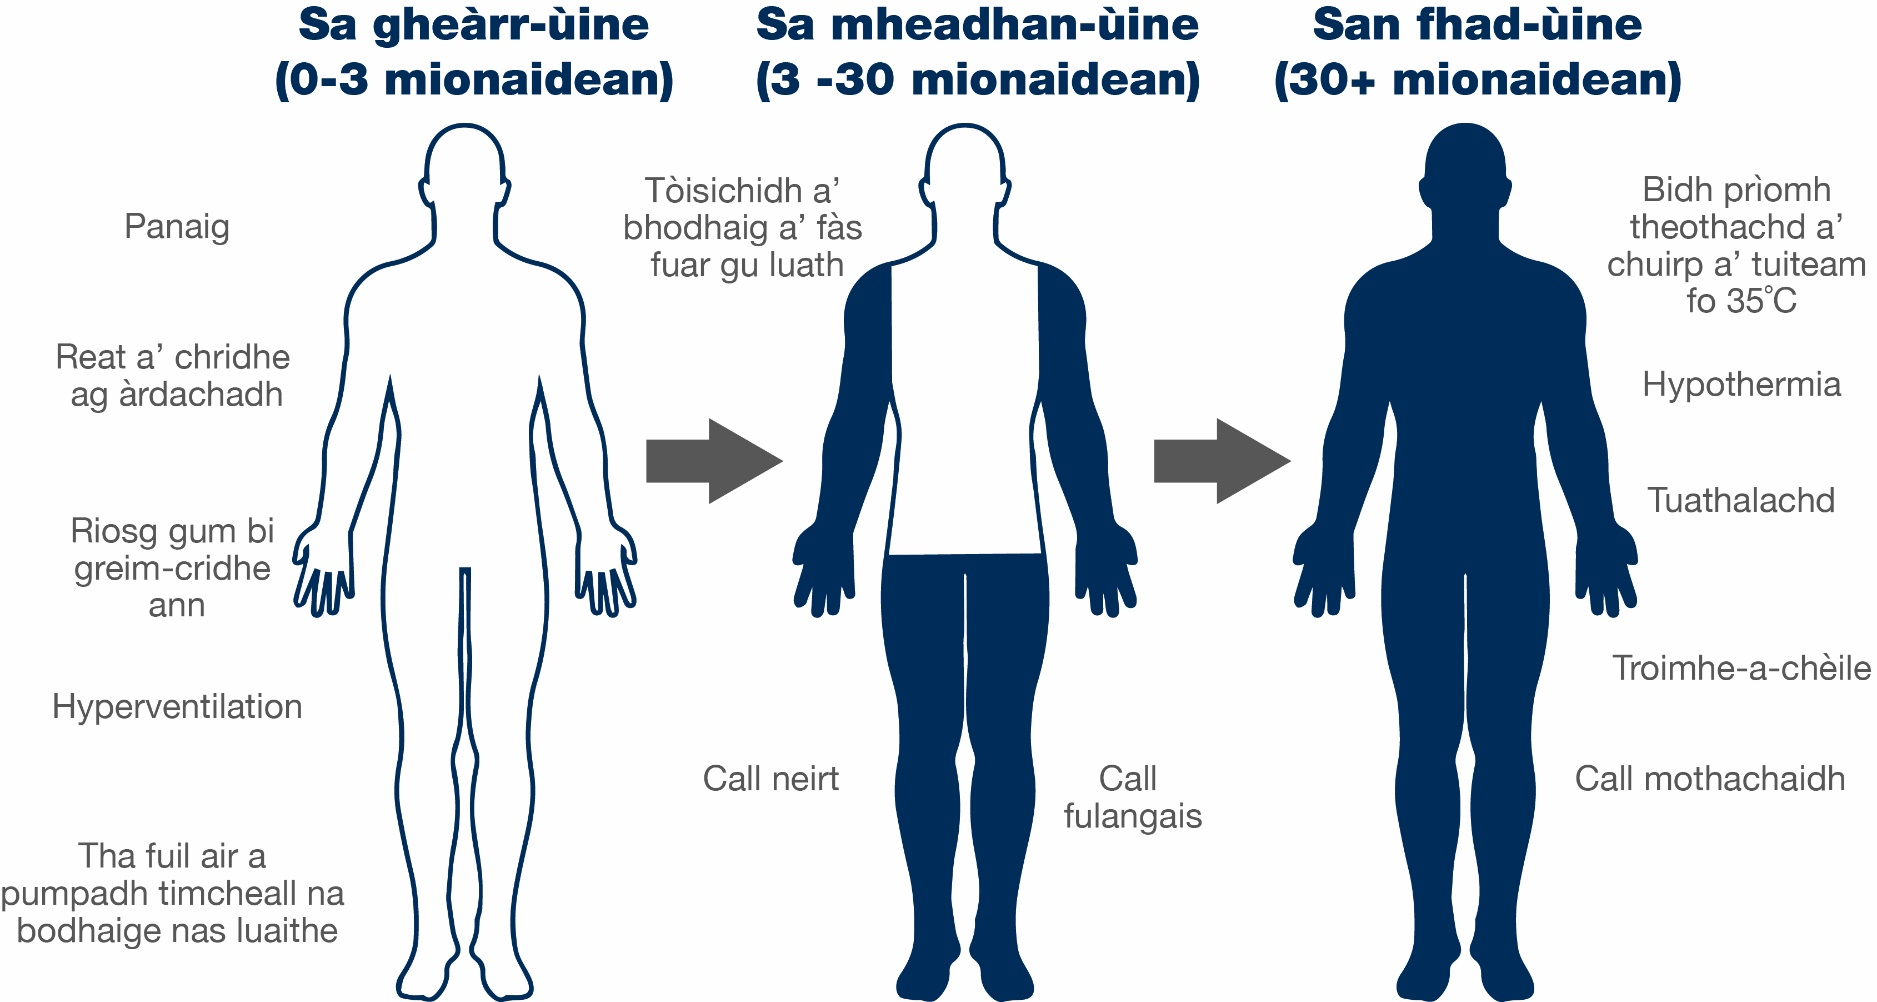 Sa gheàrr-ùine
(0-3 mionaidean)
Panaig
Reat a’ chridhe
ag àrdachadh
Riosg gum bi
greim-cridhe
ann
Hyperventilation
Tha fuil air a
pumpadh timcheall na
bodhaige nas luaithe
Sa mheadhan-ùine
(3 -30 mionaidean)
Tòisichidh a’
bhodhaig a’ fàs
fuar gu luath
Call neirt
Call
fulangais
San fhad-ùine
(30+ mionaidean)
Bidh prìomh
theothachd a’
chuirp a’ tuiteam
fo 35°C
Hypothermia
Tuathalachd
Troimhe-a-chèile
Call mothachaidh